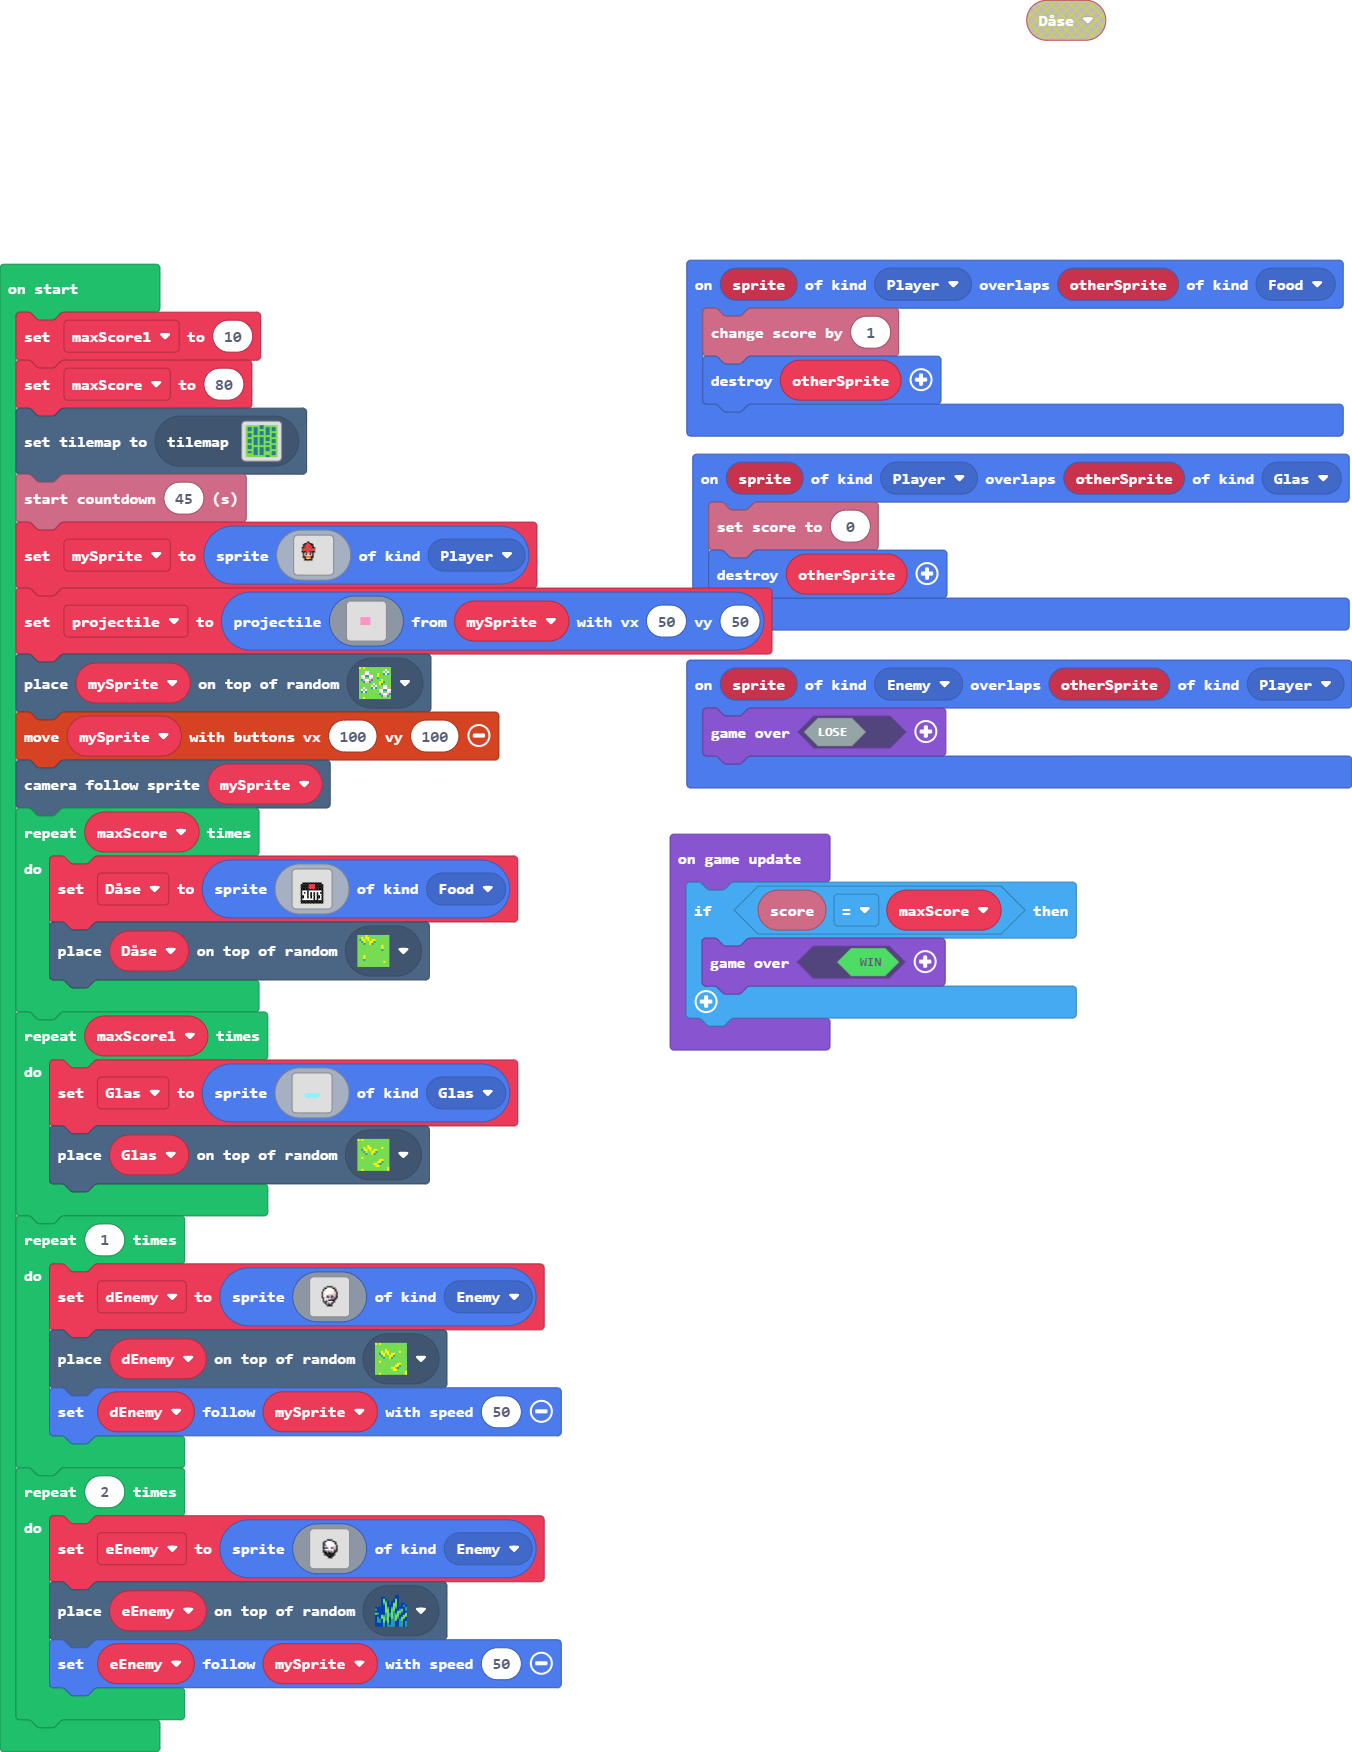 Dåse
on start
set maxScore1 to 10
set maxScore to 80
set tilemap to tilemap
start countdown 45 (s)
set mySprite to sprite of kind Player
set projectile to projectile from mySprite with vx 50 vy 50
place mySprite on top of random
move mySprite with buttons vx 100 vy 100
camera follow sprite mySprite
repeat maxScore times
do
set Dåse to sprite SLOTS of kind Food
place Dåse on top of random
repeat maxScore1 times
do
set Glas to sprite of kind Glas
place Glas on top of random
repeat 1 times
do
set dEnemy to sprite of kind Enemy
place dEnemy on top of random
set dEnemy follow mySprite with speed 50
repeat 2 times
do
set eEnemy to sprite of kind Enemy
place eEnemy on top of random
set eEnemy follow mySprite with speed 50
on sprite of kind Player overlaps otherSprite of kind Food
change score by 1
destroy otherSprite
on sprite of kind Player overlaps otherSprite of kind Glas
set score to 0
destroy otherSprite
on sprite of kind Enemy overlaps otherSprite of kind Player
game over LOSE
on game update
if score = maxScore then
game over WIN